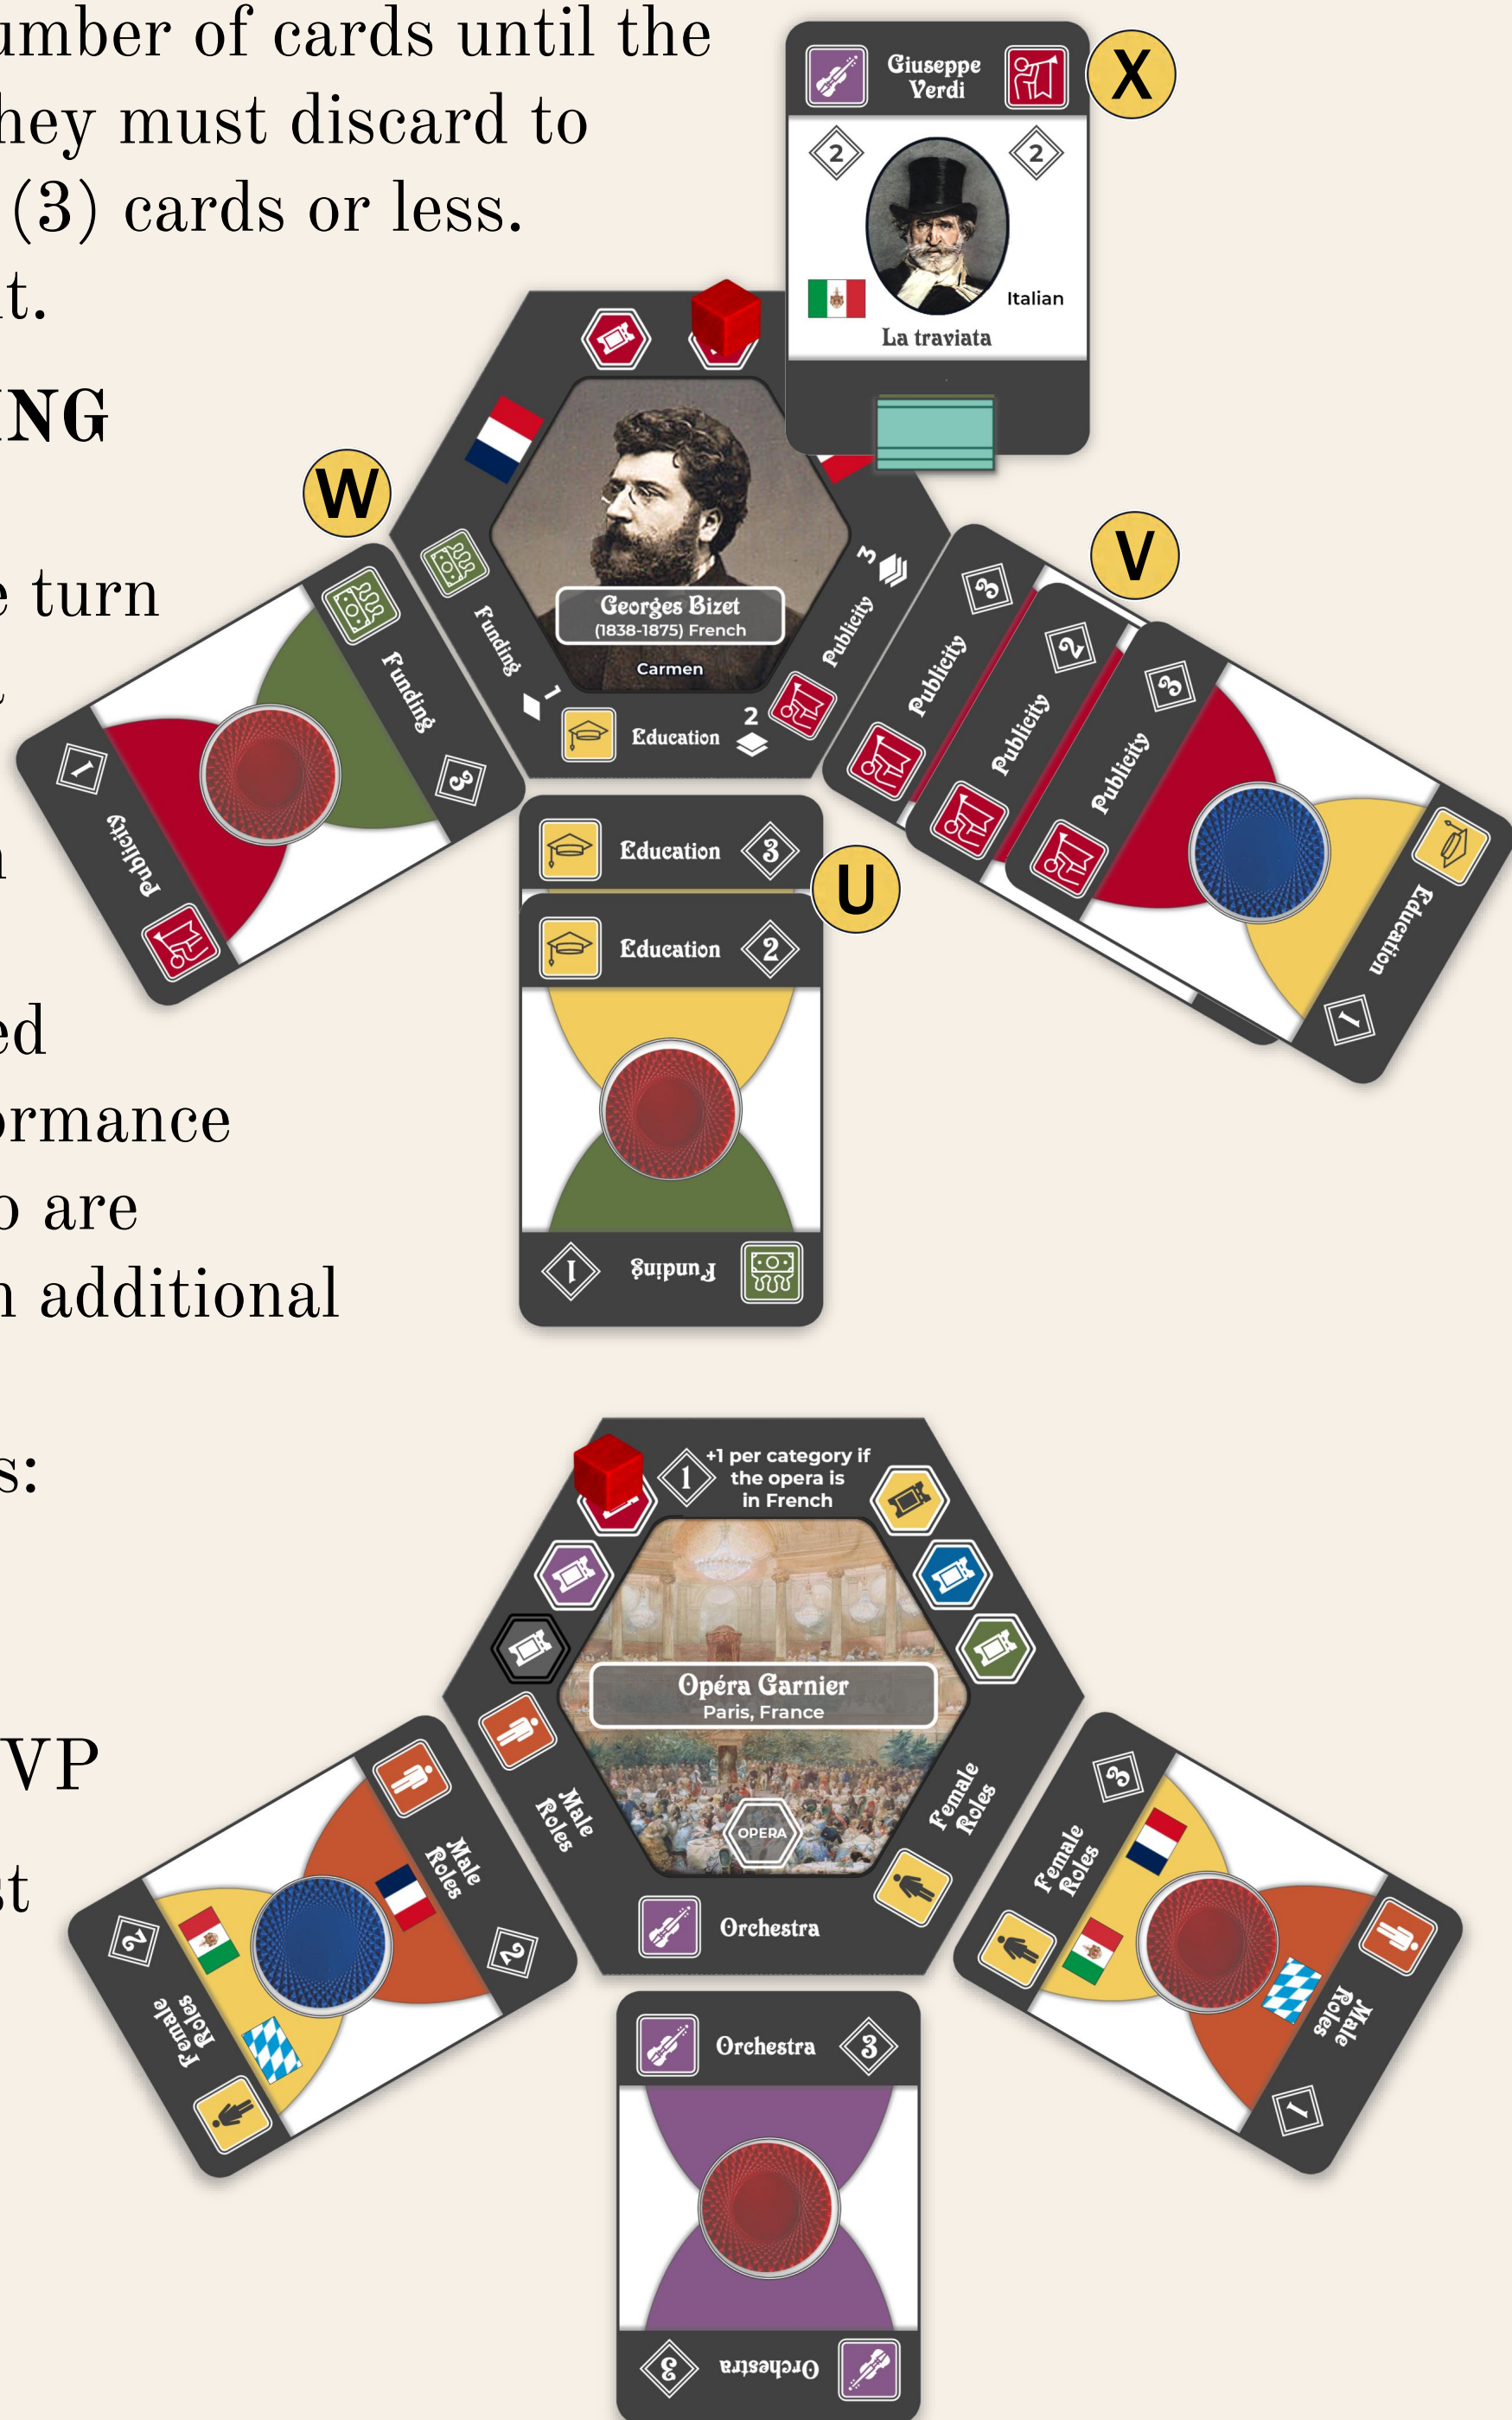 umber of cards until the
hey must discard to
(3) cards or less.
t.
ING
e turn
n
ed
ormance
o are
n additional
s:
VP
st
Giuseppe
Verdi
X
2
2
Italian
La traviata
W
Georges Bizet
(1838-1875) French
Carmen
Funding
1
Education
2
Publicity
3
V
Funding
3
Publicity
1
Publicity
3
Publicity
2
Publicity
3
Education
1
Education
3
U
Education
2
Funding
1
1
+1 per category if
the opera is
in French
Opéra Garnier
Paris, France
OPERA
Male
Roles
Orchestra
Female
Roles
Male
Roles
2
Female
Roles
2
Female
Roles
3
Male
Roles
1
Orchestra
3
Orchestra
3